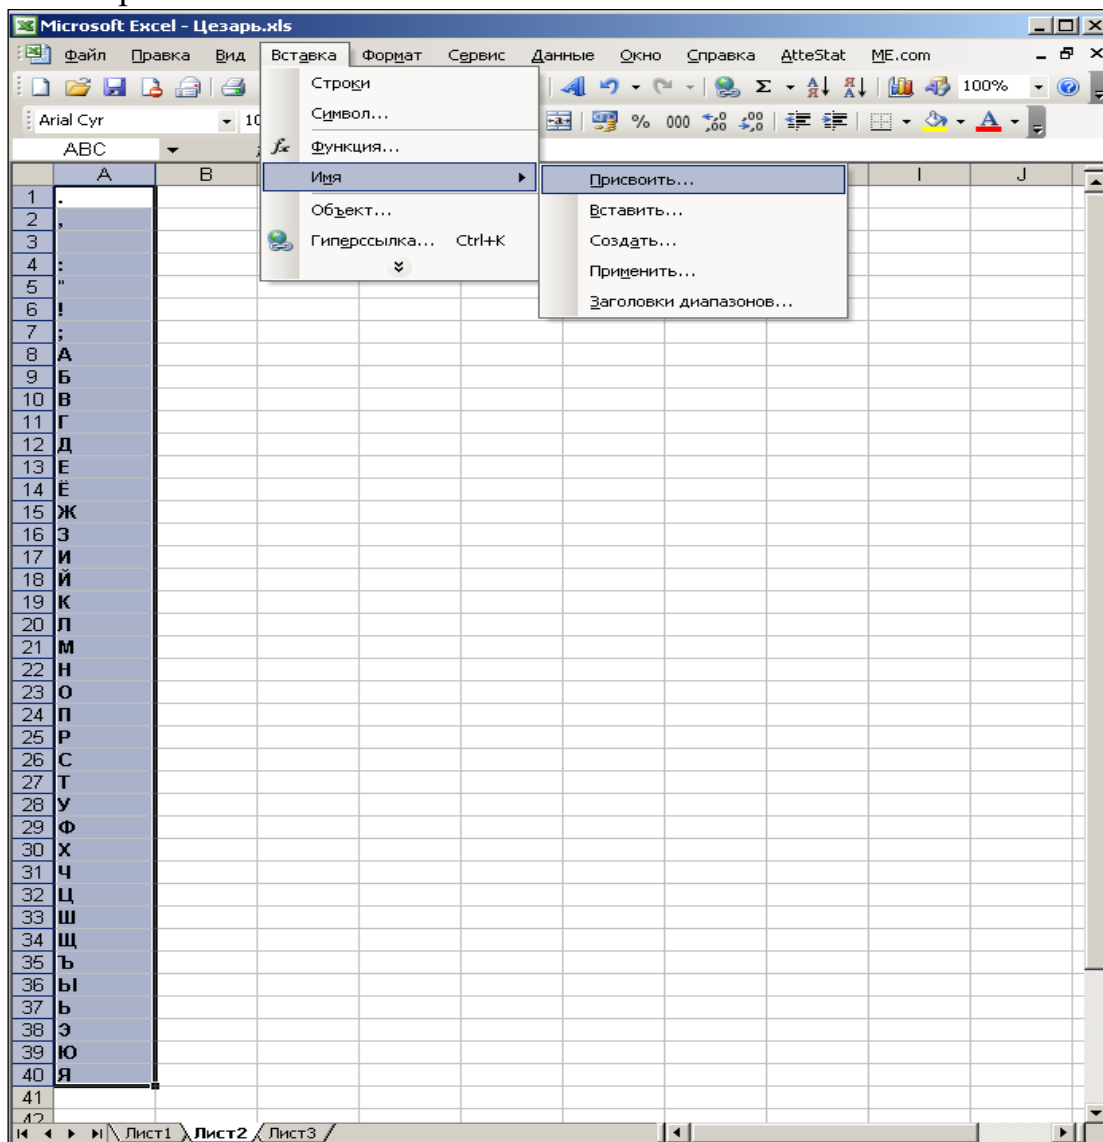 Microsoft Excel - Цезарь.xls
Файл Правка Вид Вставка Формат Сервис Данные Окно Справка AtteStat ME.com
100%
Arial Cyr 10 % 000
ABC
Строки
Символ...
Функция...
Имя
Объект...
Гиперссылка... Ctrl+K
Присвоить...
Вставить...
Создать...
Применить...
Заголовки диапазонов...
A B I J
1 .
2 ,
3
4 :
5 "
6 !
7 ;
8 А
9 Б
10 В
11 Г
12 Д
13 Е
14 Ё
15 Ж
16 З
17 И
18 Й
19 К
20 Л
21 М
22 Н
23 О
24 П
25 Р
26 С
27 Т
28 У
29 Ф
30 Х
31 Ч
32 Ц
33 Ш
34 Щ
35 Ъ
36 Ы
37 Ь
38 Э
39 Ю
40 Я
41
42
Лист1 Лист2 Лист3